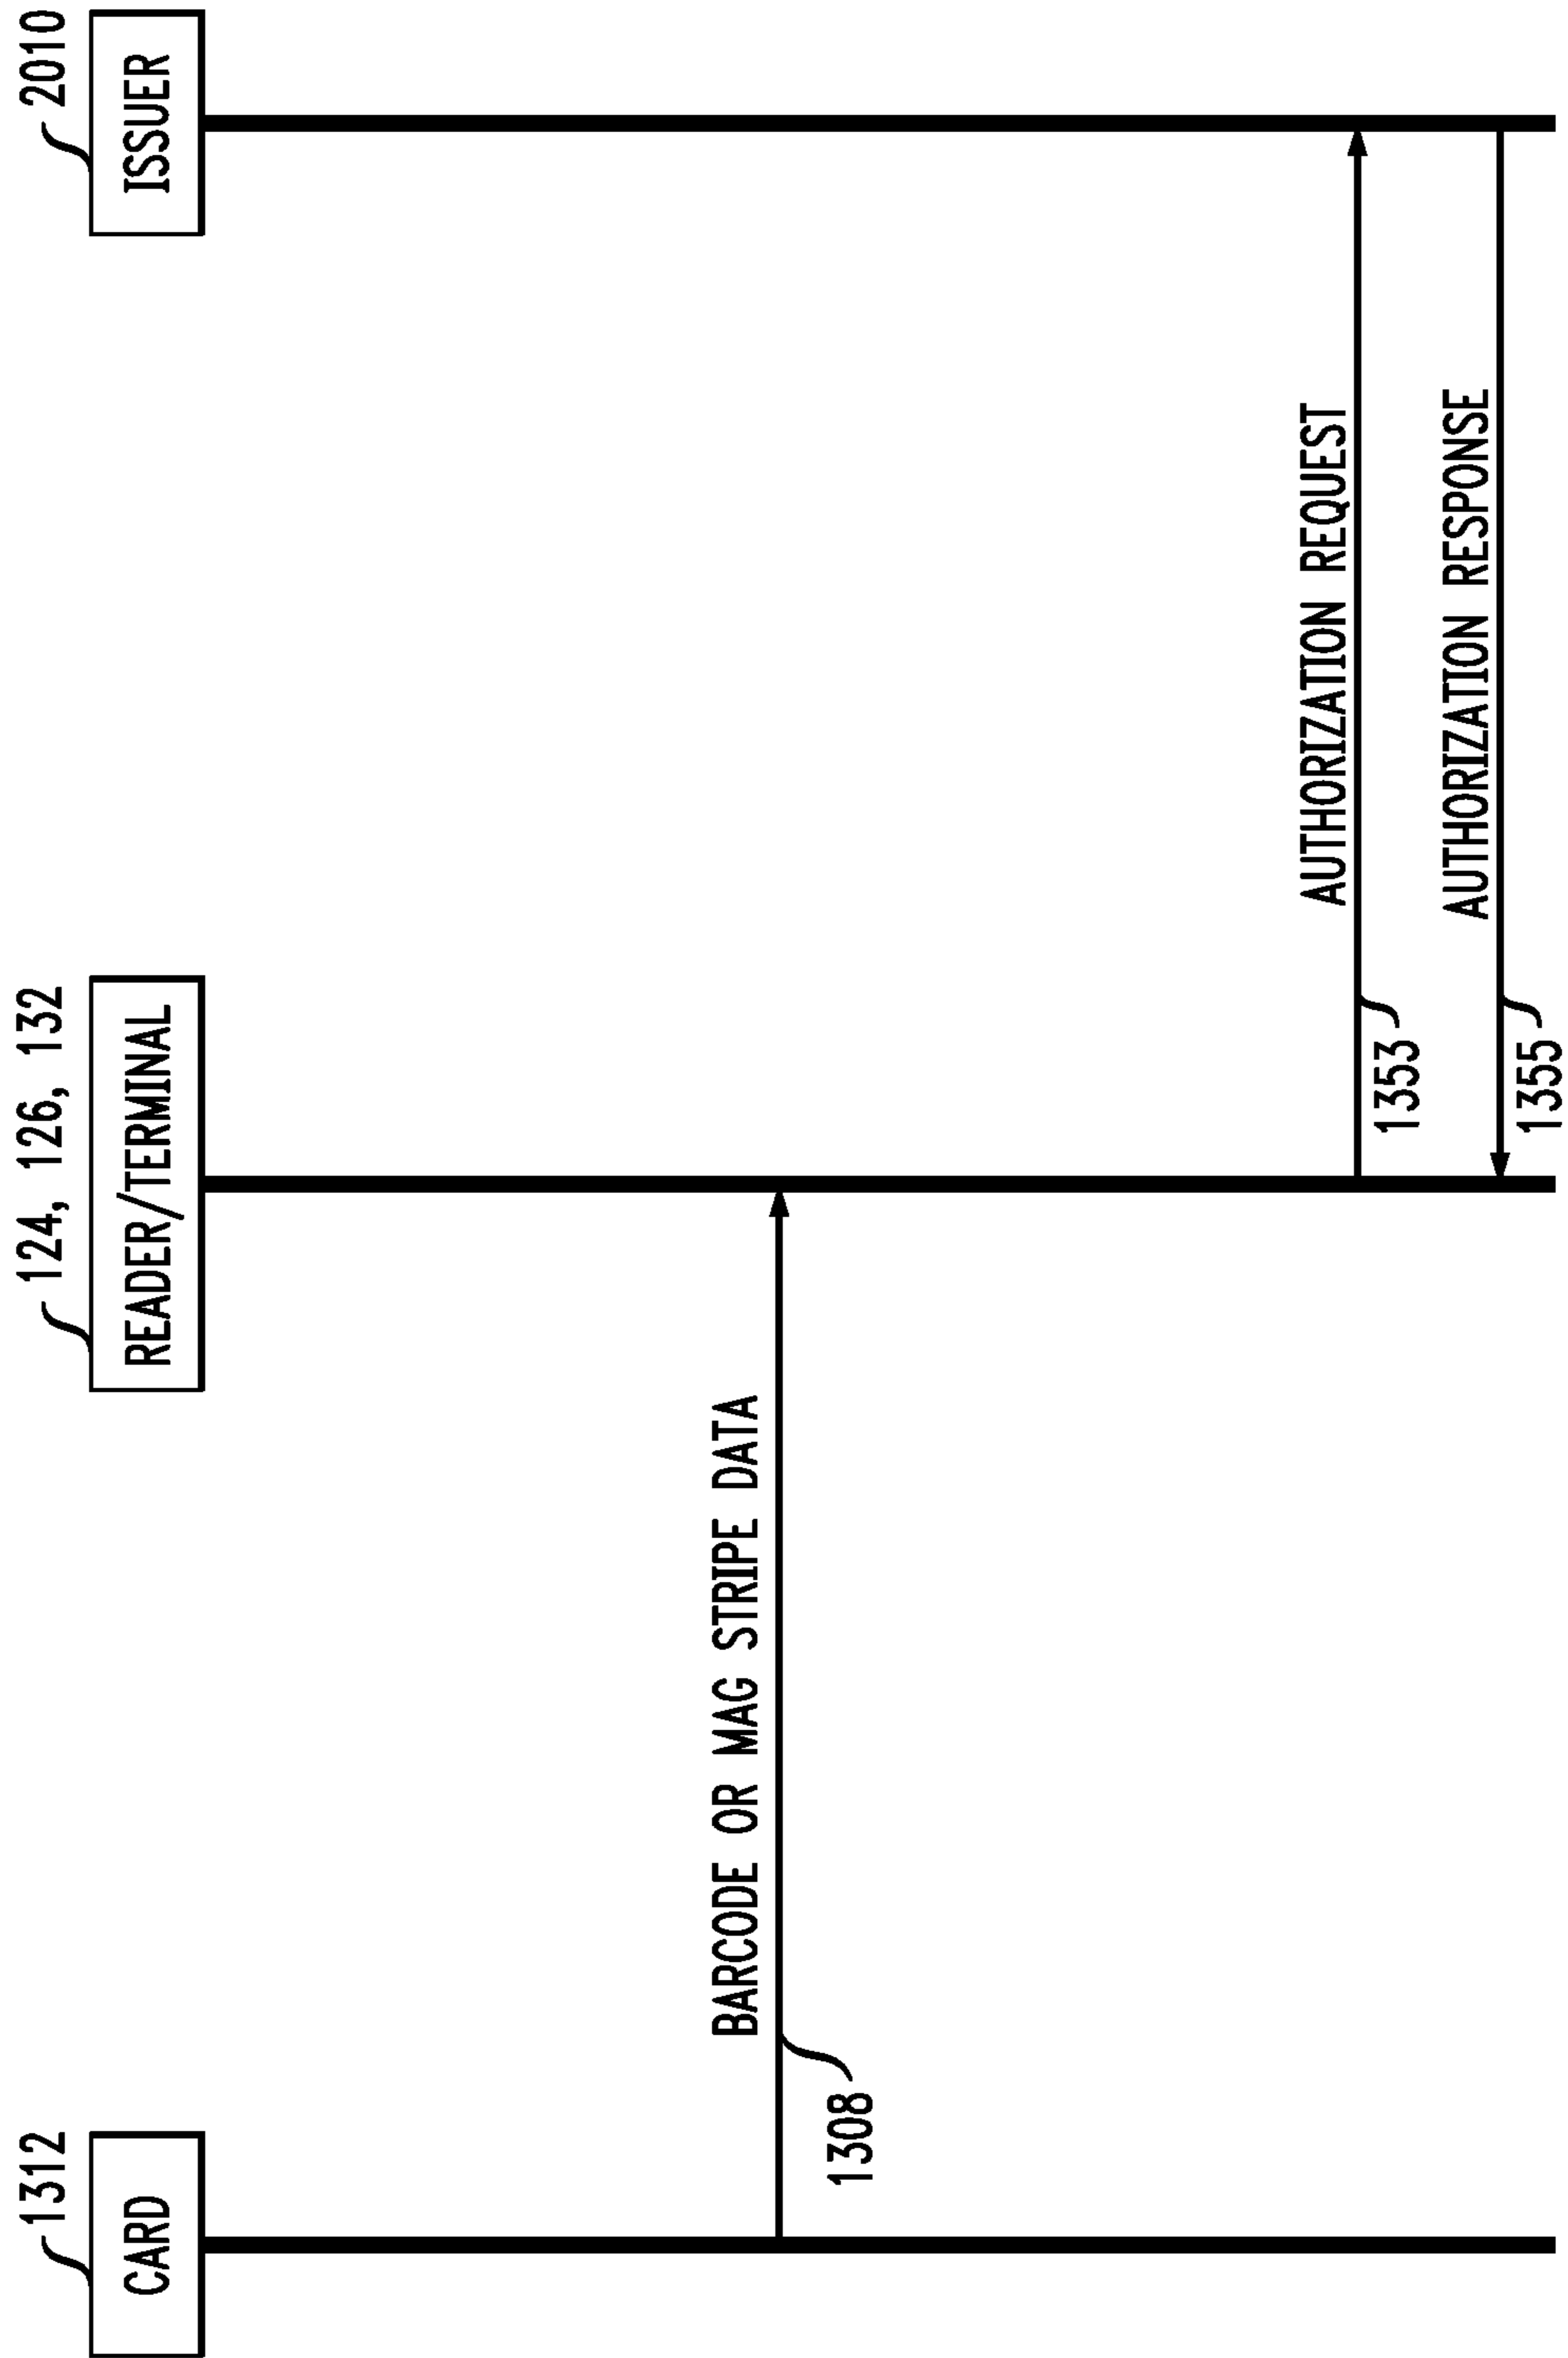 1312
CARD
124, 126, 132
READER/TERMINAL
2010
ISSUER
BARCODE OR MAG STRIPE DATA
1308
AUTHORIZATION REQUEST
1353
AUTHORIZATION RESPONSE
1355